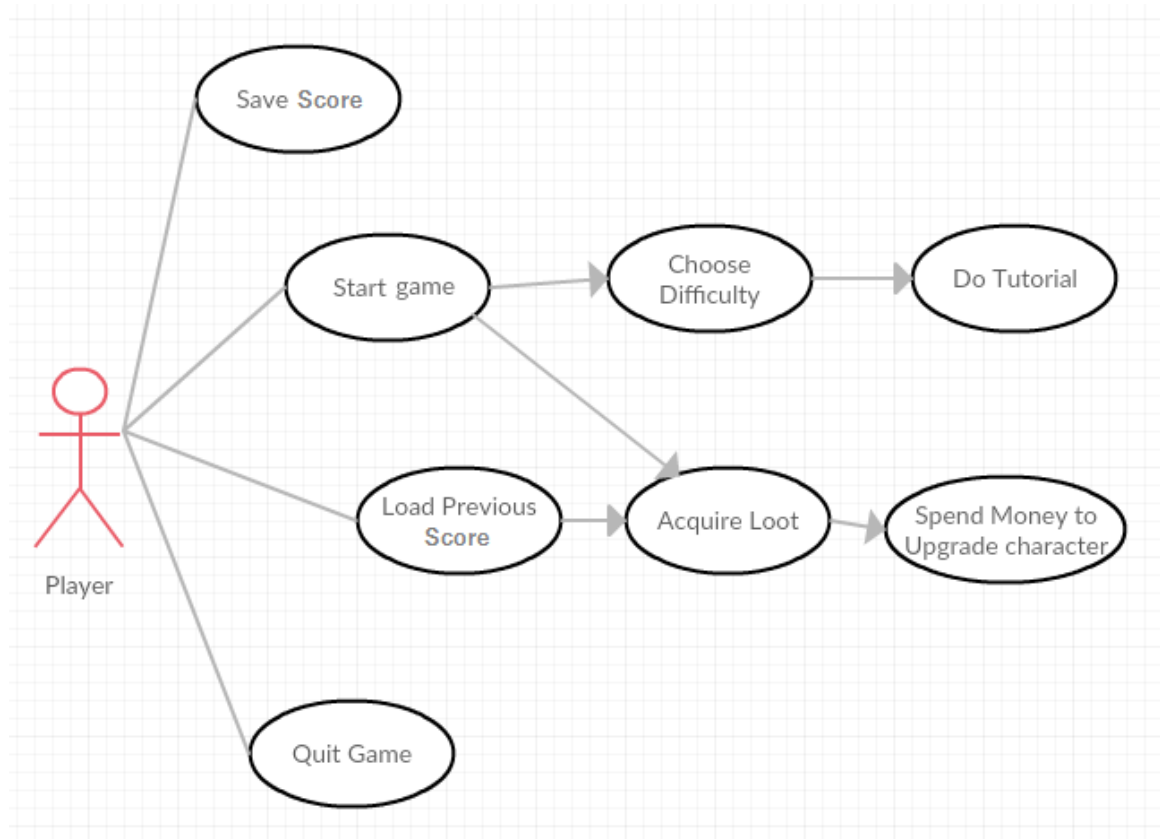 Save Score
Start game
Choose
Difficulty
Do Tutorial
Load Previous
Score
Acquire Loot
Spend Money to
Upgrade character
Player
Quit Game